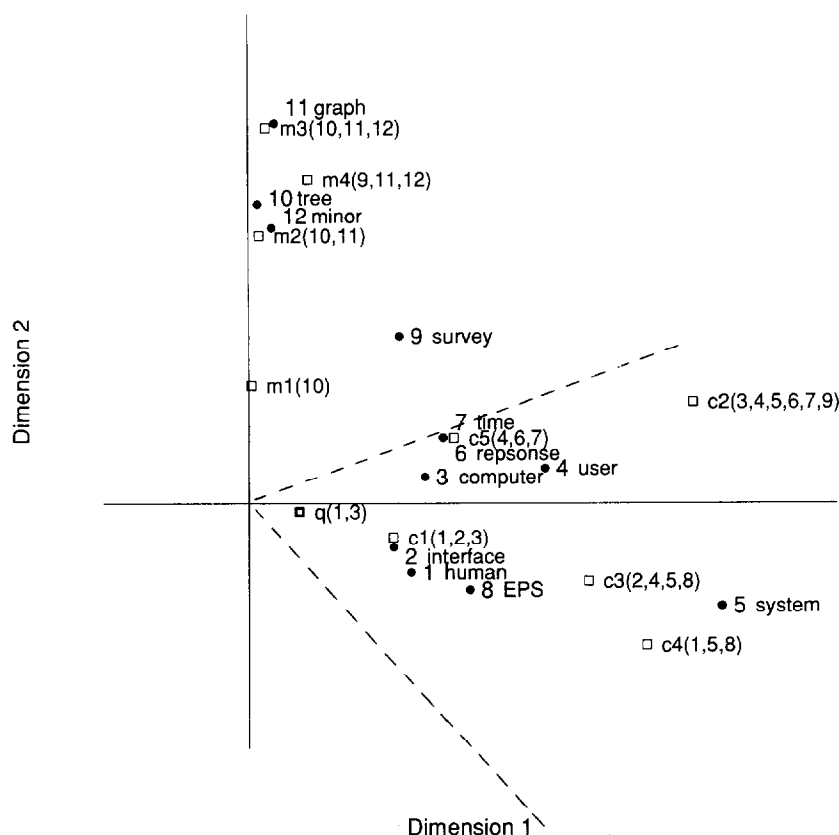 11 graph
m3(10,11,12)
m4(9,11,12)
10 tree
12 minor
m2(10,11)
9 survey
Dimension 2
m1(10)
c2(3,4,5,6,7,9)
7 time
c5(4,6,7)
6 repsonse
4 user
3 computer
q(1,3)
c1(1,2,3)
2 interface
1 human
c3(2,4,5,8)
8 EPS
5 system
c4(1,5,8)
Dimension 1